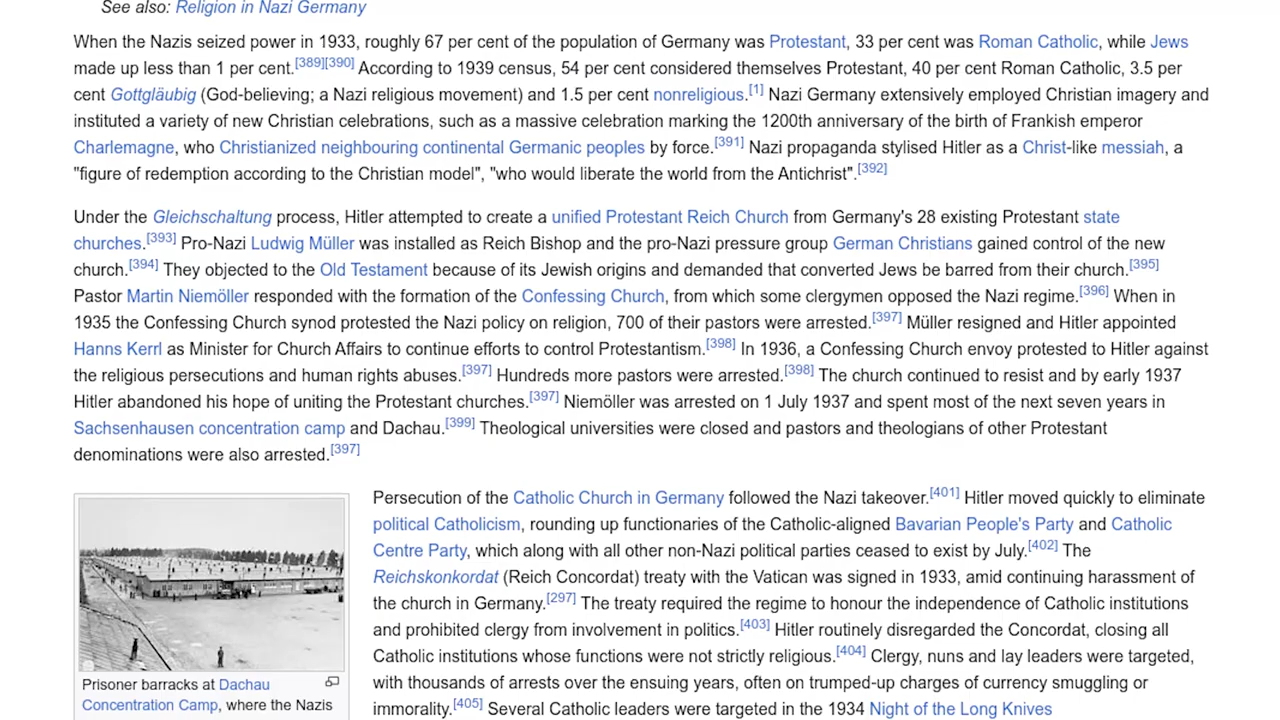 See also: Religion in Nazi Germany
When the Nazis seized power in 1933, roughly 67 per cent of the population of Germany was Protestant, 33 per cent was Roman Catholic, while Jews
made up less than 1 per cent.[389][390] According to 1939 census, 54 per cent considered themselves Protestant, 40 per cent Roman Catholic, 3.5 per
cent Gottgläubig (God-believing; a Nazi religious movement) and 1.5 per cent nonreligious.[1] Nazi Germany extensively employed Christian imagery and
instituted a variety of new Christian celebrations, such as a massive celebration marking the 1200th anniversary of the birth of Frankish emperor
Charlemagne, who Christianized neighbouring continental Germanic peoples by force.[391] Nazi propaganda stylised Hitler as a Christ-like messiah, a
"figure of redemption according to the Christian model", "who would liberate the world from the Antichrist".[392]
Under the Gleichschaltung process, Hitler attempted to create a unified Protestant Reich Church from Germany's 28 existing Protestant state
churches.[393] Pro-Nazi Ludwig Müller was installed as Reich Bishop and the pro-Nazi pressure group German Christians gained control of the new
church.[394] They objected to the Old Testament because of its Jewish origins and demanded that converted Jews be barred from their church.[395]
Pastor Martin Niemöller responded with the formation of the Confessing Church, from which some clergymen opposed the Nazi regime.[396] When in
1935 the Confessing Church synod protested the Nazi policy on religion, 700 of their pastors were arrested.[397] Müller resigned and Hitler appointed
Hanns Kerrl as Minister for Church Affairs to continue efforts to control Protestantism.[398] In 1936, a Confessing Church envoy protested to Hitler against
the religious persecutions and human rights abuses.[397] Hundreds more pastors were arrested.[398] The church continued to resist and by early 1937
Hitler abandoned his hope of uniting the Protestant churches.[397] Niemöller was arrested on 1 July 1937 and spent most of the next seven years in
Sachsenhausen concentration camp and Dachau.[399] Theological universities were closed and pastors and theologians of other Protestant
denominations were also arrested.[397]
Persecution of the Catholic Church in Germany followed the Nazi takeover.[401] Hitler moved quickly to eliminate
political Catholicism, rounding up functionaries of the Catholic-aligned Bavarian People's Party and Catholic
Centre Party, which along with all other non-Nazi political parties ceased to exist by July.[402] The
Reichskonkordat (Reich Concordat) treaty with the Vatican was signed in 1933, amid continuing harassment of
the church in Germany.[297] The treaty required the regime to honour the independence of Catholic institutions
and prohibited clergy from involvement in politics.[403] Hitler routinely disregarded the Concordat, closing all
Catholic institutions whose functions were not strictly religious.[404] Clergy, nuns and lay leaders were targeted,
with thousands of arrests over the ensuing years, often on trumped-up charges of currency smuggling or
immorality.[405] Several Catholic leaders were targeted in the 1934 Night of the Long Knives
Prisoner barracks at Dachau
Concentration Camp, where the Nazis